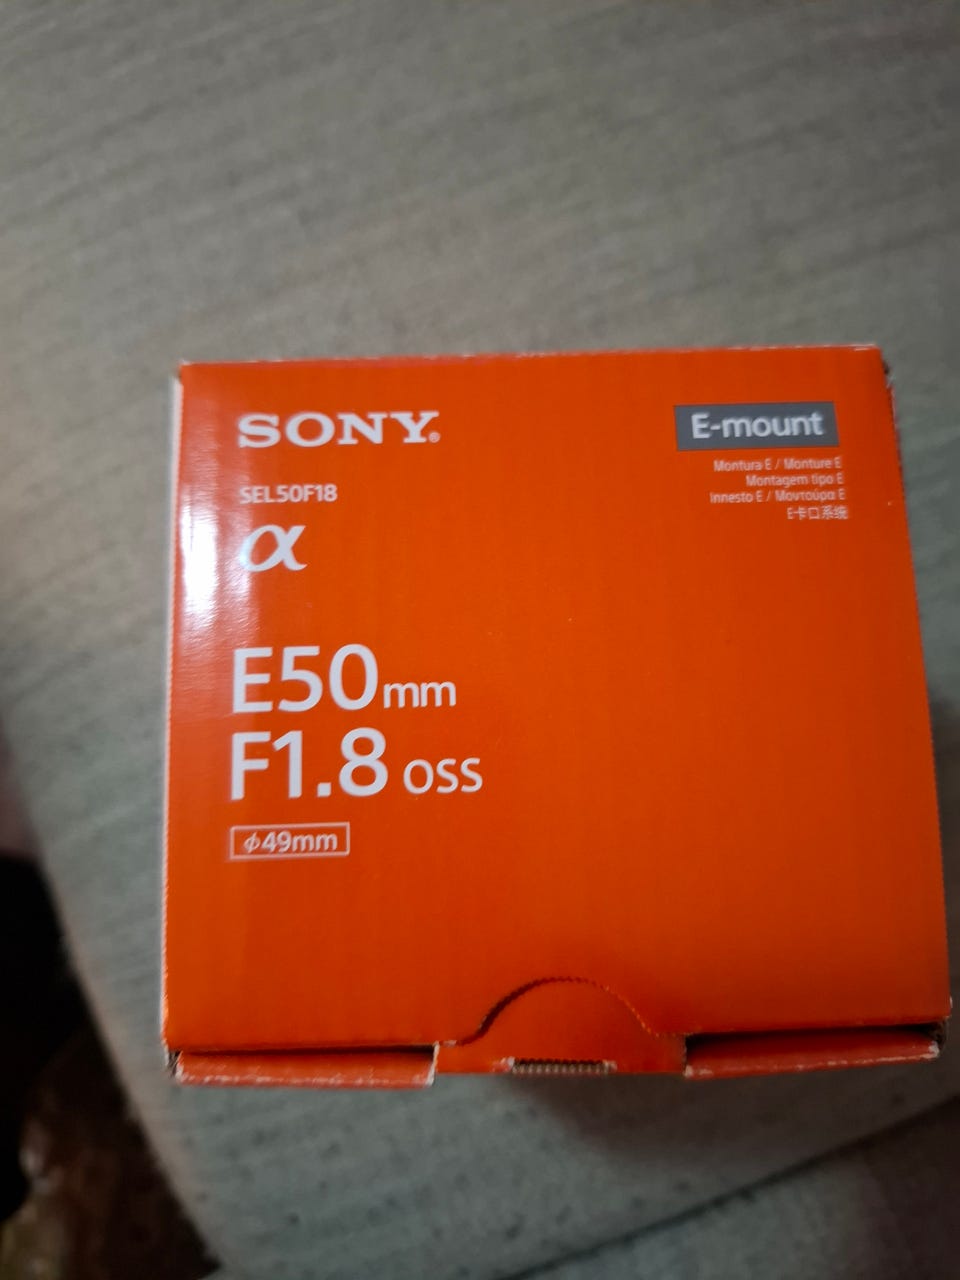 SONY®
E-mount
Montura E / Monture E
Montagem tipo E
Innesto E / Μοντούρα E
E卡口系统
SEL50F18
α
E50mm
F1.8 OSS
ϕ49mm